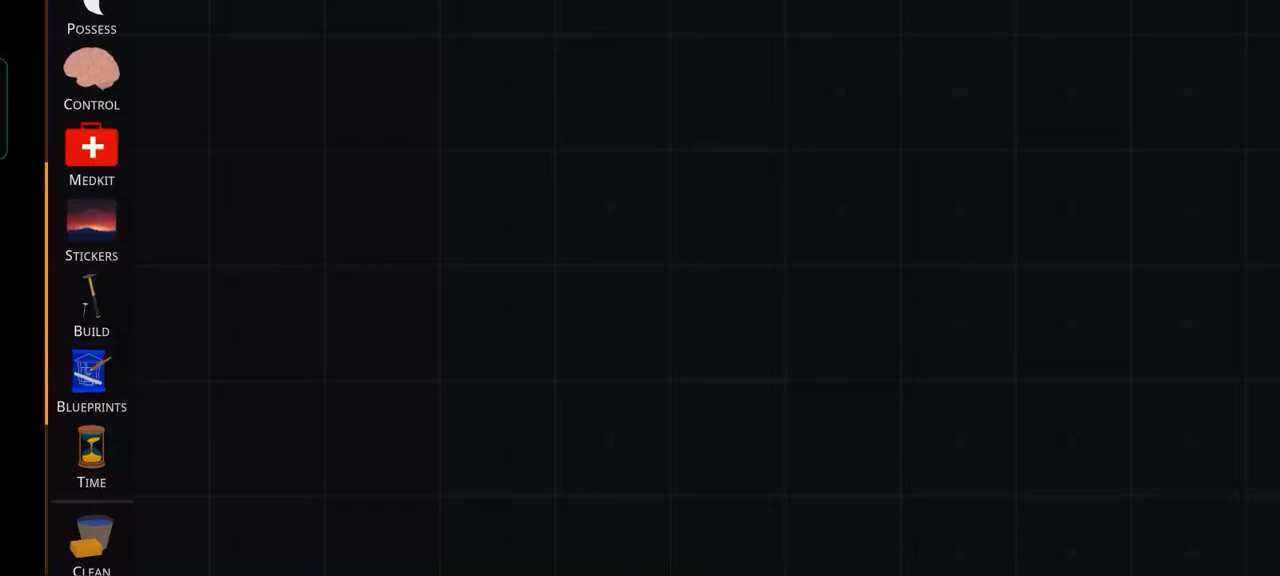 POSSESS
CONTROL
MEDKIT
STICKERS
BUILD
BLUEPRINTS
TIME
CLEAN